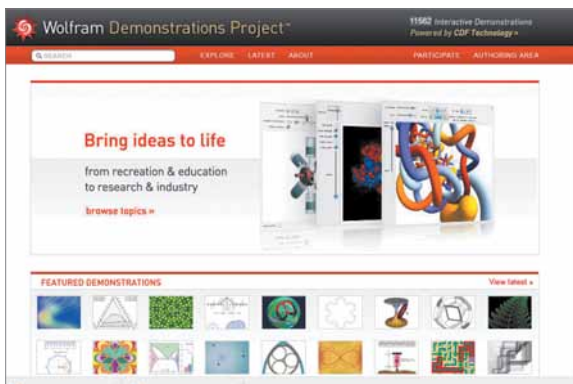 Wolfram Demonstrations Project™
11562 Interactive Demonstrations
Powered by CDF Technology »
SEARCH
EXPLORE LATEST ABOUT
PARTICIPATE AUTHORING AREA
Bring ideas to life
from recreation & education
to research & industry
browse topics »
FEATURED DEMONSTRATIONS
View latest »